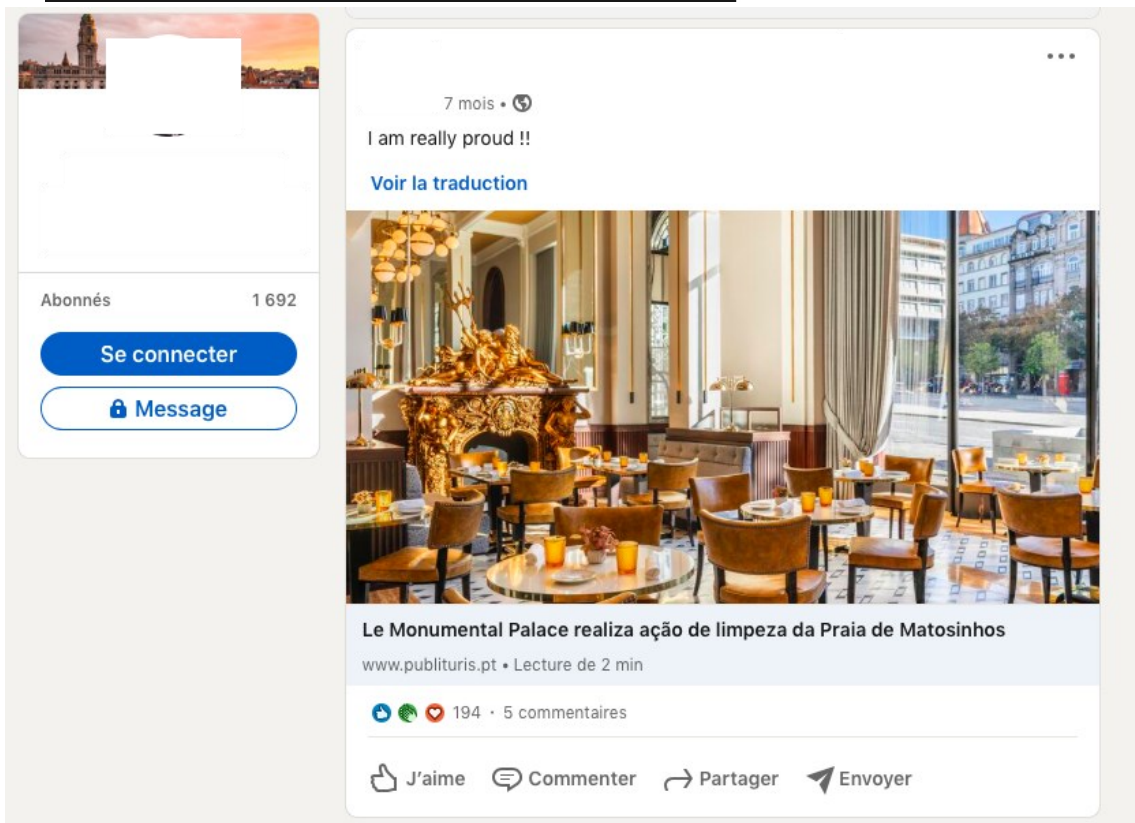 Abonnés 1 692
Se connecter
Message
7 mois •
I am really proud !!
Voir la traduction
Le Monumental Palace realiza ação de limpeza da Praia de Matosinhos
www.publituris.pt • Lecture de 2 min
194 · 5 commentaires
J'aime Commenter Partager Envoyer